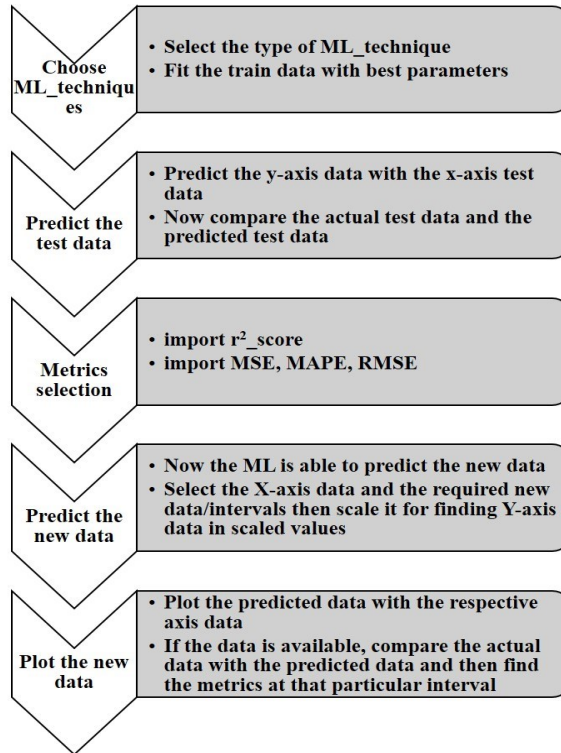 Choose
ML_techniqu
es
• Select the type of ML_technique
• Fit the train data with best parameters
Predict the
test data
• Predict the y-axis data with the x-axis test
data
• Now compare the actual test data and the
predicted test data
Metrics
selection
• import r²_score
• import MSE, MAPE, RMSE
Predict the
new data
• Now the ML is able to predict the new data
• Select the X-axis data and the required new
data/intervals then scale it for finding Y-axis
data in scaled values
Plot the new
data
• Plot the predicted data with the respective
axis data
• If the data is available, compare the actual
data with the predicted data and then find
the metrics at that particular interval